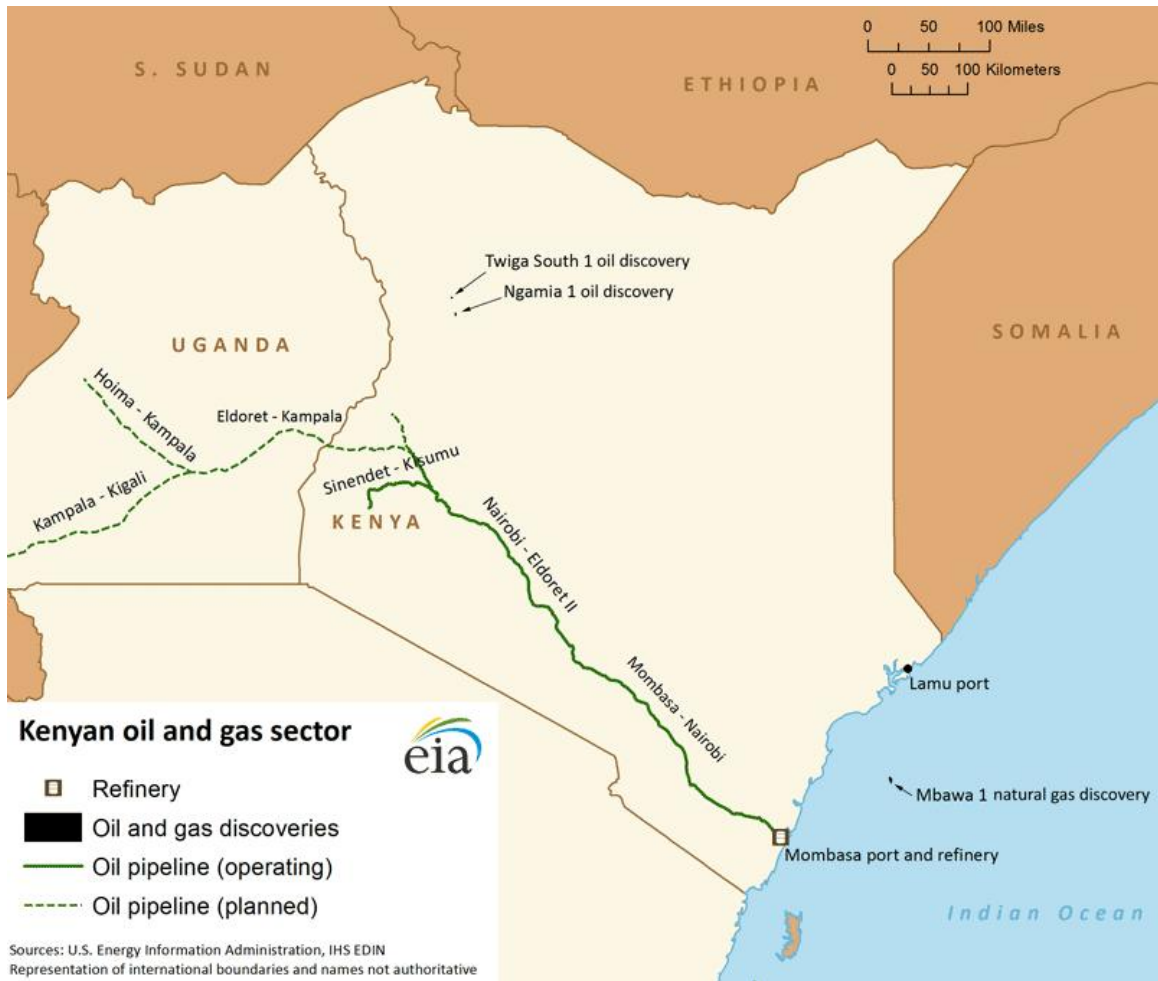 0 50 100 Miles
0 50 100 Kilometers
S. SUDAN
ETHIOPIA
Twiga South 1 oil discovery
Ngamia 1 oil discovery
SOMALIA
UGANDA
Hoima - Kampala
Eldoret - Kampala
Sinendet - Kisumu
Kampala - Kigali
KENYA
Nairobi - Eldoret II
Mombasa - Nairobi
Lamu port
Mbawa 1 natural gas discovery
Mombasa port and refinery
Indian Ocean
Kenyan oil and gas sector
eia
Refinery
Oil and gas discoveries
Oil pipeline (operating)
Oil pipeline (planned)
Sources: U.S. Energy Information Administration, IHS EDIN
Representation of international boundaries and names not authoritative